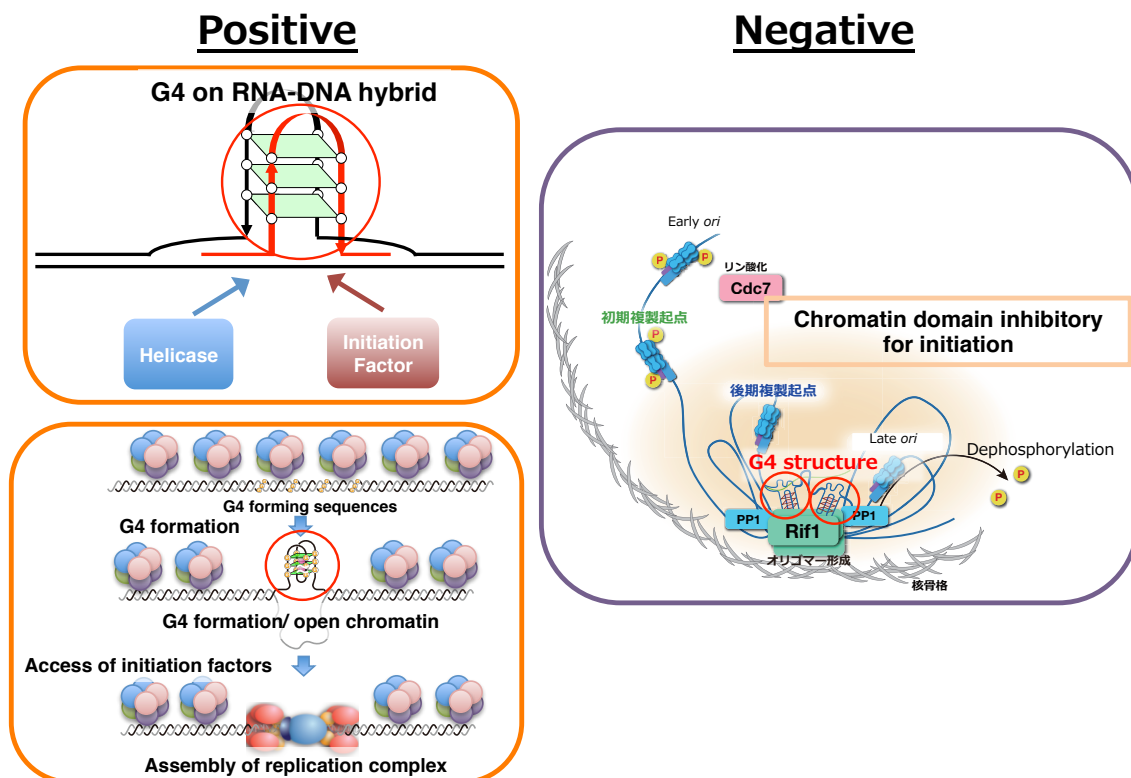 Positive
G4 on RNA-DNA hybrid
Helicase
Initiation
Factor
G4 forming sequences
G4 formation
G4 formation/ open chromatin
Access of initiation factors
Assembly of replication complex
Negative
Early ori
P
P
リン酸化
Cdc7
初期複製起点
P
P
Chromatin domain inhibitory
for initiation
後期複製起点
Late ori
G4 structure
Dephosphorylation
P
P
PP1
PP1
Rif1
オリゴマー形成
核骨格